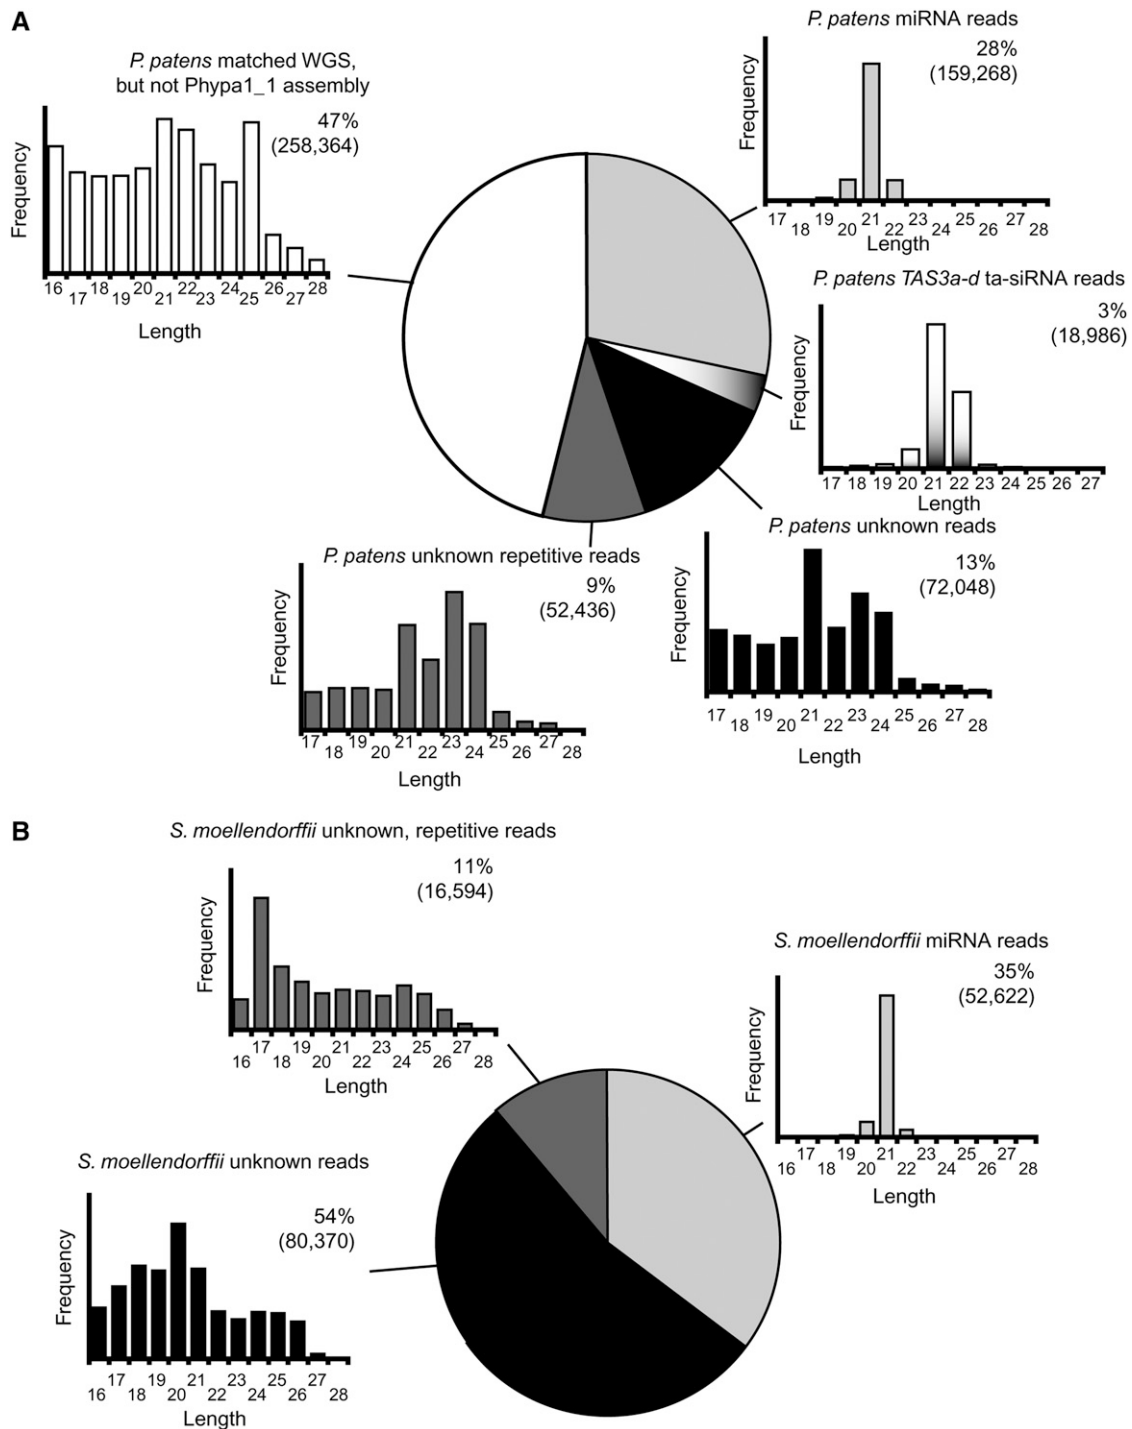 A
P. patens matched WGS,
but not Phypa1_1 assembly
47%
(258,364)
Frequency
16 17 18 19 20 21 22 23 24 25 26 27 28
Length
P. patens miRNA reads
28%
(159,268)
Frequency
17 18 19 20 21 22 23 24 25 26 27 28
Length
P. patens TAS3a-d ta-siRNA reads
3%
(18,986)
Frequency
17 18 19 20 21 22 23 24 25 26 27
Length
P. patens unknown reads
13%
(72,048)
Frequency
17 18 19 20 21 22 23 24 25 26 27 28
Length
P. patens unknown repetitive reads
9%
(52,436)
Frequency
17 18 19 20 21 22 23 24 25 26 27 28
Length
B
S. moellendorffii unknown, repetitive reads
11%
(16,594)
Frequency
16 17 18 19 20 21 22 23 24 25 26 27 28
Length
S. moellendorffii miRNA reads
35%
(52,622)
Frequency
16 17 18 19 20 21 22 23 24 25 26 27 28
Length
S. moellendorffii unknown reads
54%
(80,370)
Frequency
16 17 18 19 20 21 22 23 24 25 26 27 28
Length